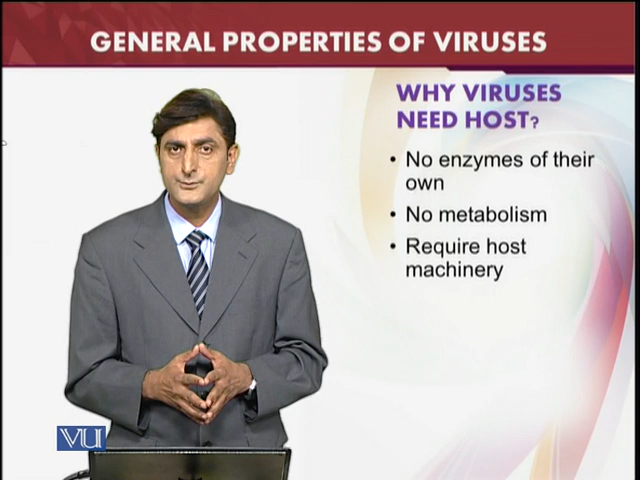 GENERAL PROPERTIES OF VIRUSES
WHY VIRUSES
NEED HOST?
• No enzymes of their
own
• No metabolism
• Require host
machinery
VU